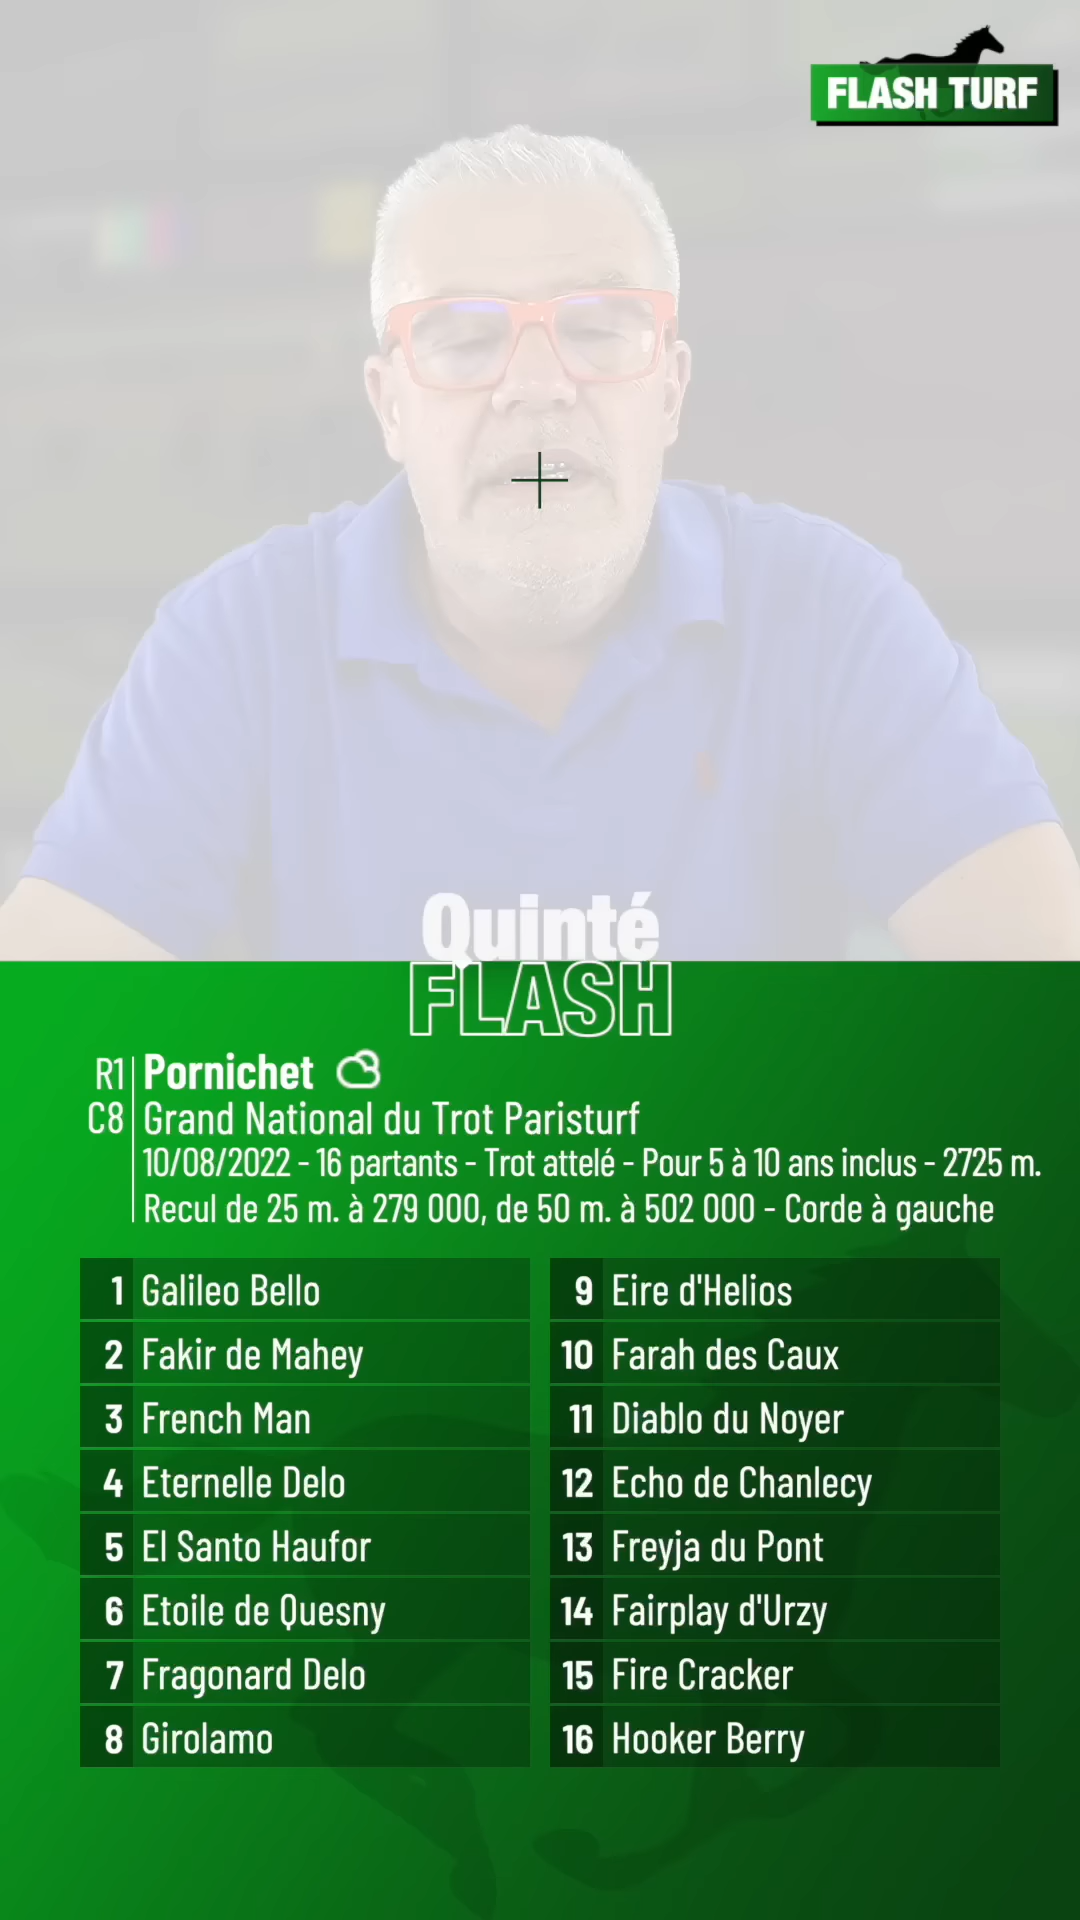 FLASH TURF
Quinté
FLASH
R1 Pornichet
C8 Grand National du Trot Paristurf
10/08/2022 - 16 partants - Trot attelé - Pour 5 à 10 ans inclus - 2725 m.
Recul de 25 m. à 279 000, de 50 m. à 502 000 - Corde à gauche
1 Galileo Bello
2 Fakir de Mahey
3 French Man
4 Eternelle Delo
5 El Santo Haufor
6 Etoile de Quesny
7 Fragonard Delo
8 Girolamo
9 Eire d'Helios
10 Farah des Caux
11 Diablo du Noyer
12 Echo de Chanlecy
13 Freyja du Pont
14 Fairplay d'Urzy
15 Fire Cracker
16 Hooker Berry